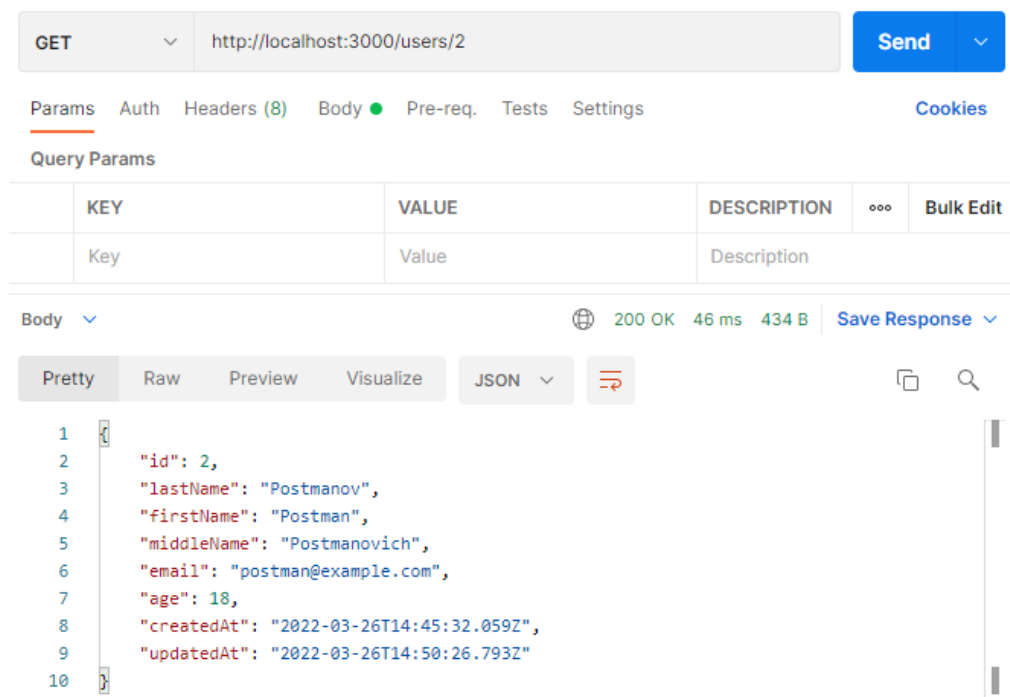 GET http://localhost:3000/users/2 Send
Params Auth Headers (8) Body Pre-req. Tests Settings Cookies
Query Params
KEY VALUE DESCRIPTION ooo Bulk Edit
Key Value Description
Body 200 OK 46 ms 434 B Save Response
Pretty Raw Preview Visualize JSON
1 {
2 "id": 2,
3 "lastName": "Postmanov",
4 "firstName": "Postman",
5 "middleName": "Postmanovich",
6 "email": "postman@example.com",
7 "age": 18,
8 "createdAt": "2022-03-26T14:45:32.059Z",
9 "updatedAt": "2022-03-26T14:50:26.793Z"
10 }